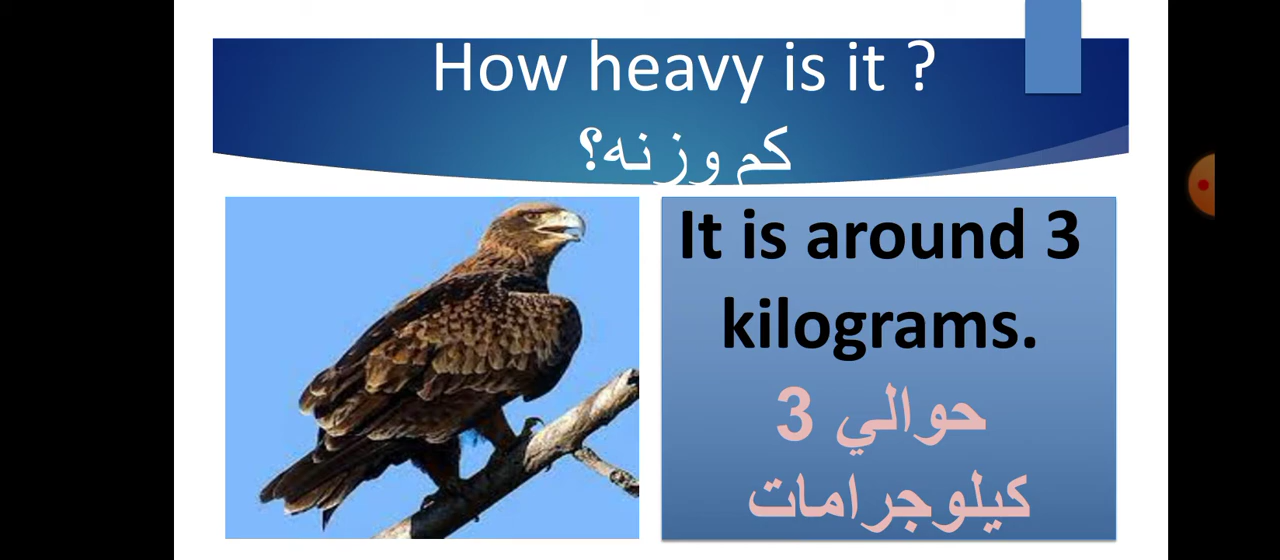 How heavy is it ?
كم وزنه؟
It is around 3
kilograms.
حوالي 3
كيلوجرامات